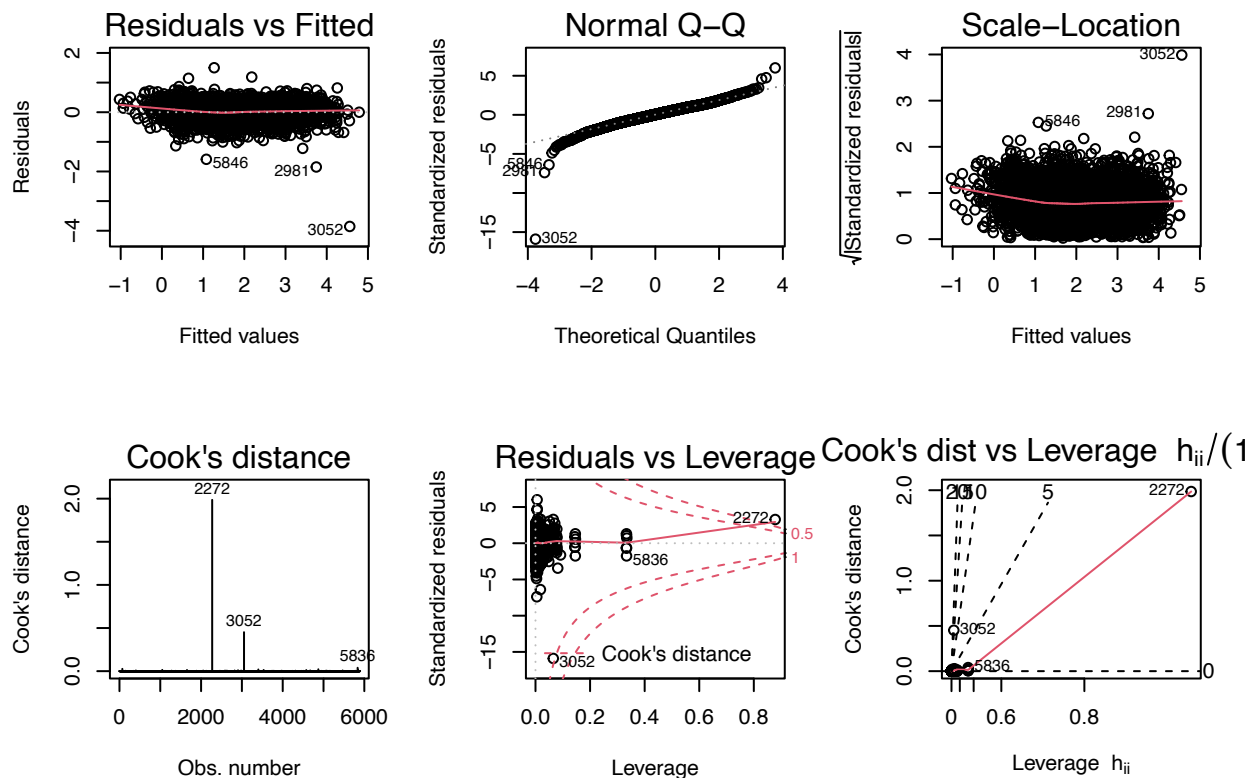 Residuals vs Fitted
Residuals
2
0
−2
−4
5846
2981
3052
−1 0 1 2 3 4 5
Fitted values
Normal Q−Q
Standardized residuals
5
0
−5
−15
5846
2981
3052
−4 −2 0 2 4
Theoretical Quantiles
Scale−Location
√|Standardized residuals|
4
3
2
1
0
3052
2981
5846
−1 0 1 2 3 4 5
Fitted values
Cook's distance
Cook's distance
2.0
1.0
0.0
2272
3052
5836
0 2000 4000 6000
Obs. number
Residuals vs Leverage
Standardized residuals
5
0
−5
−15
2272
0.5
1
5836
3052
Cook's distance
0.0 0.2 0.4 0.6 0.8
Leverage
Cook's dist vs Leverage hii/(1
Cook's distance
2.0
1.0
0.0
10
5
2272
3052
5836
0
0 0.6 0.8
Leverage hii